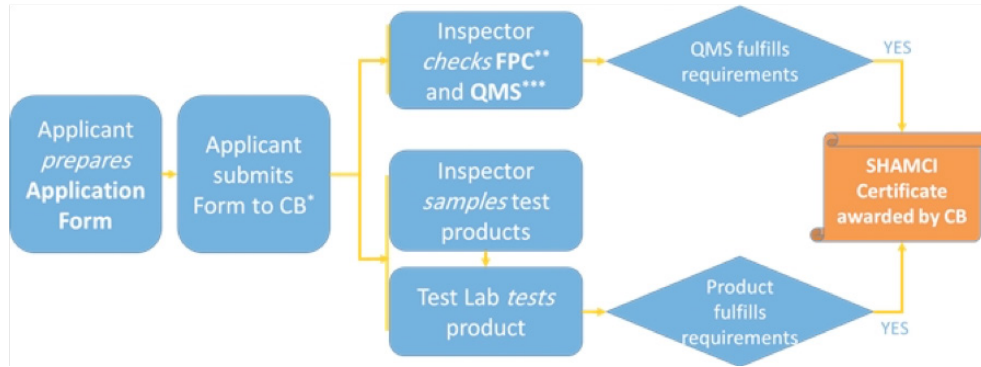 Applicant
prepares
Application
Form
Applicant
submits
Form to CB*
Inspector
checks FPC**
and QMS***
QMS fulfills
requirements
YES
Inspector
samples test
products
Test Lab tests
product
Product
fulfills
requirements
YES
SHAMCI
Certificate
awarded by CB